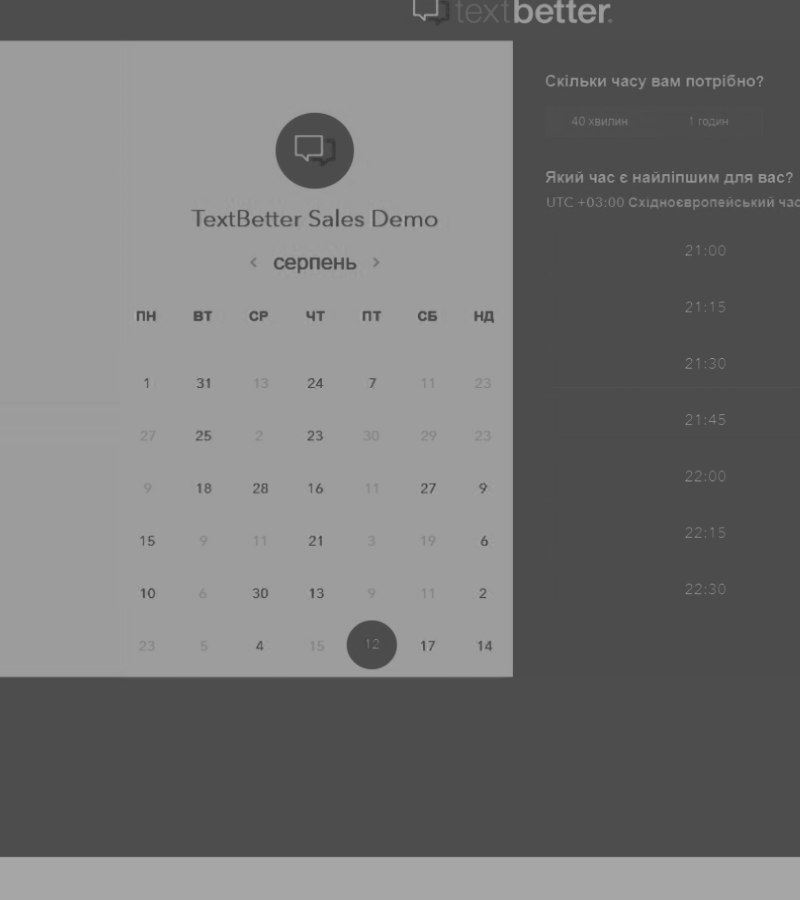 textbetter.
TextBetter Sales Demo
‹ серпень ›
ПН ВТ СР ЧТ ПТ СБ НД
1 31 13 24 7 11 23
27 25 2 23 30 29 23
9 18 28 16 11 27 9
15 9 11 21 3 19 6
10 6 30 13 9 11 2
23 5 4 15 12 17 14
Скільки часу вам потрібно?
40 хвилин 1 годин
Який час є найліпшим для вас?
UTC +03:00 Східноєвропейський час
21:00
21:15
21:30
21:45
22:00
22:15
22:30